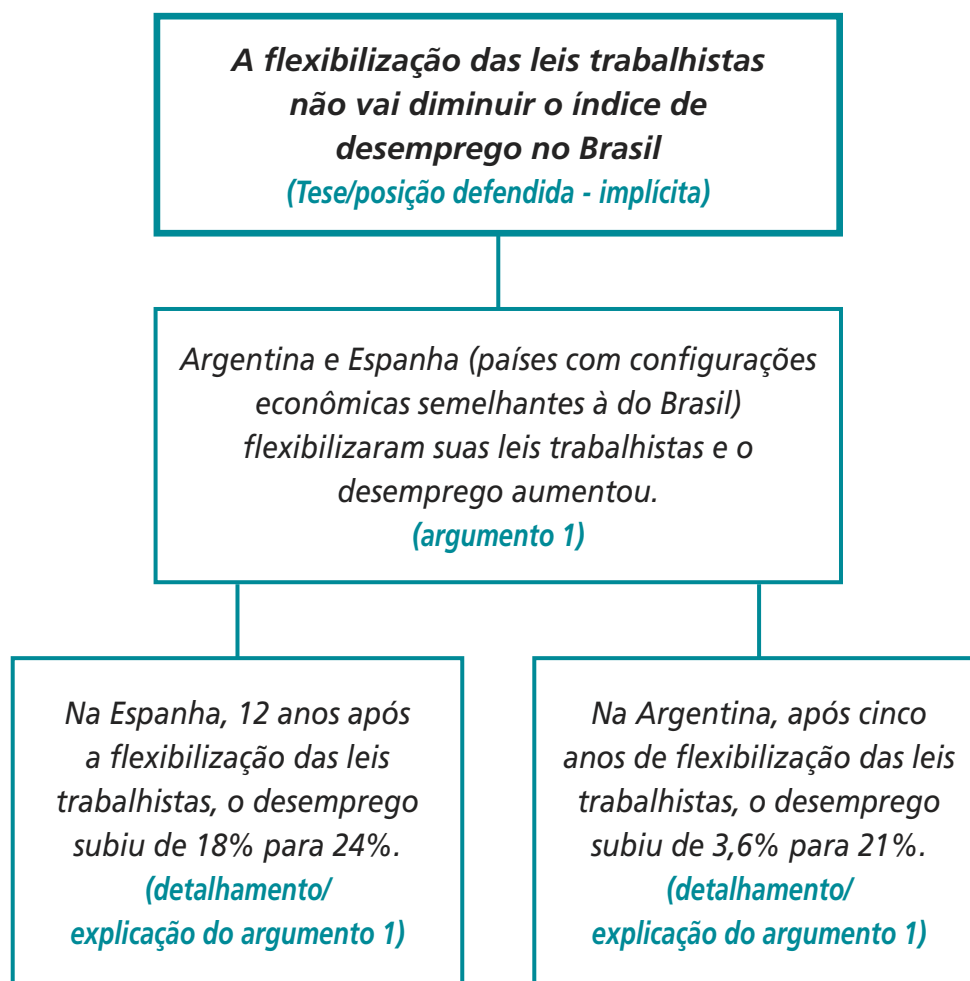 A flexibilização das leis trabalhistas
não vai diminuir o índice de
desemprego no Brasil
(Tese/posição defendida - implícita)
Argentina e Espanha (países com configurações
econômicas semelhantes à do Brasil)
flexibilizaram suas leis trabalhistas e o
desemprego aumentou.
(argumento 1)
Na Espanha, 12 anos após
a flexibilização das leis
trabalhistas, o desemprego
subiu de 18% para 24%.
(detalhamento/
explicação do argumento 1)
Na Argentina, após cinco
anos de flexibilização das leis
trabalhistas, o desemprego
subiu de 3,6% para 21%.
(detalhamento/
explicação do argumento 1)